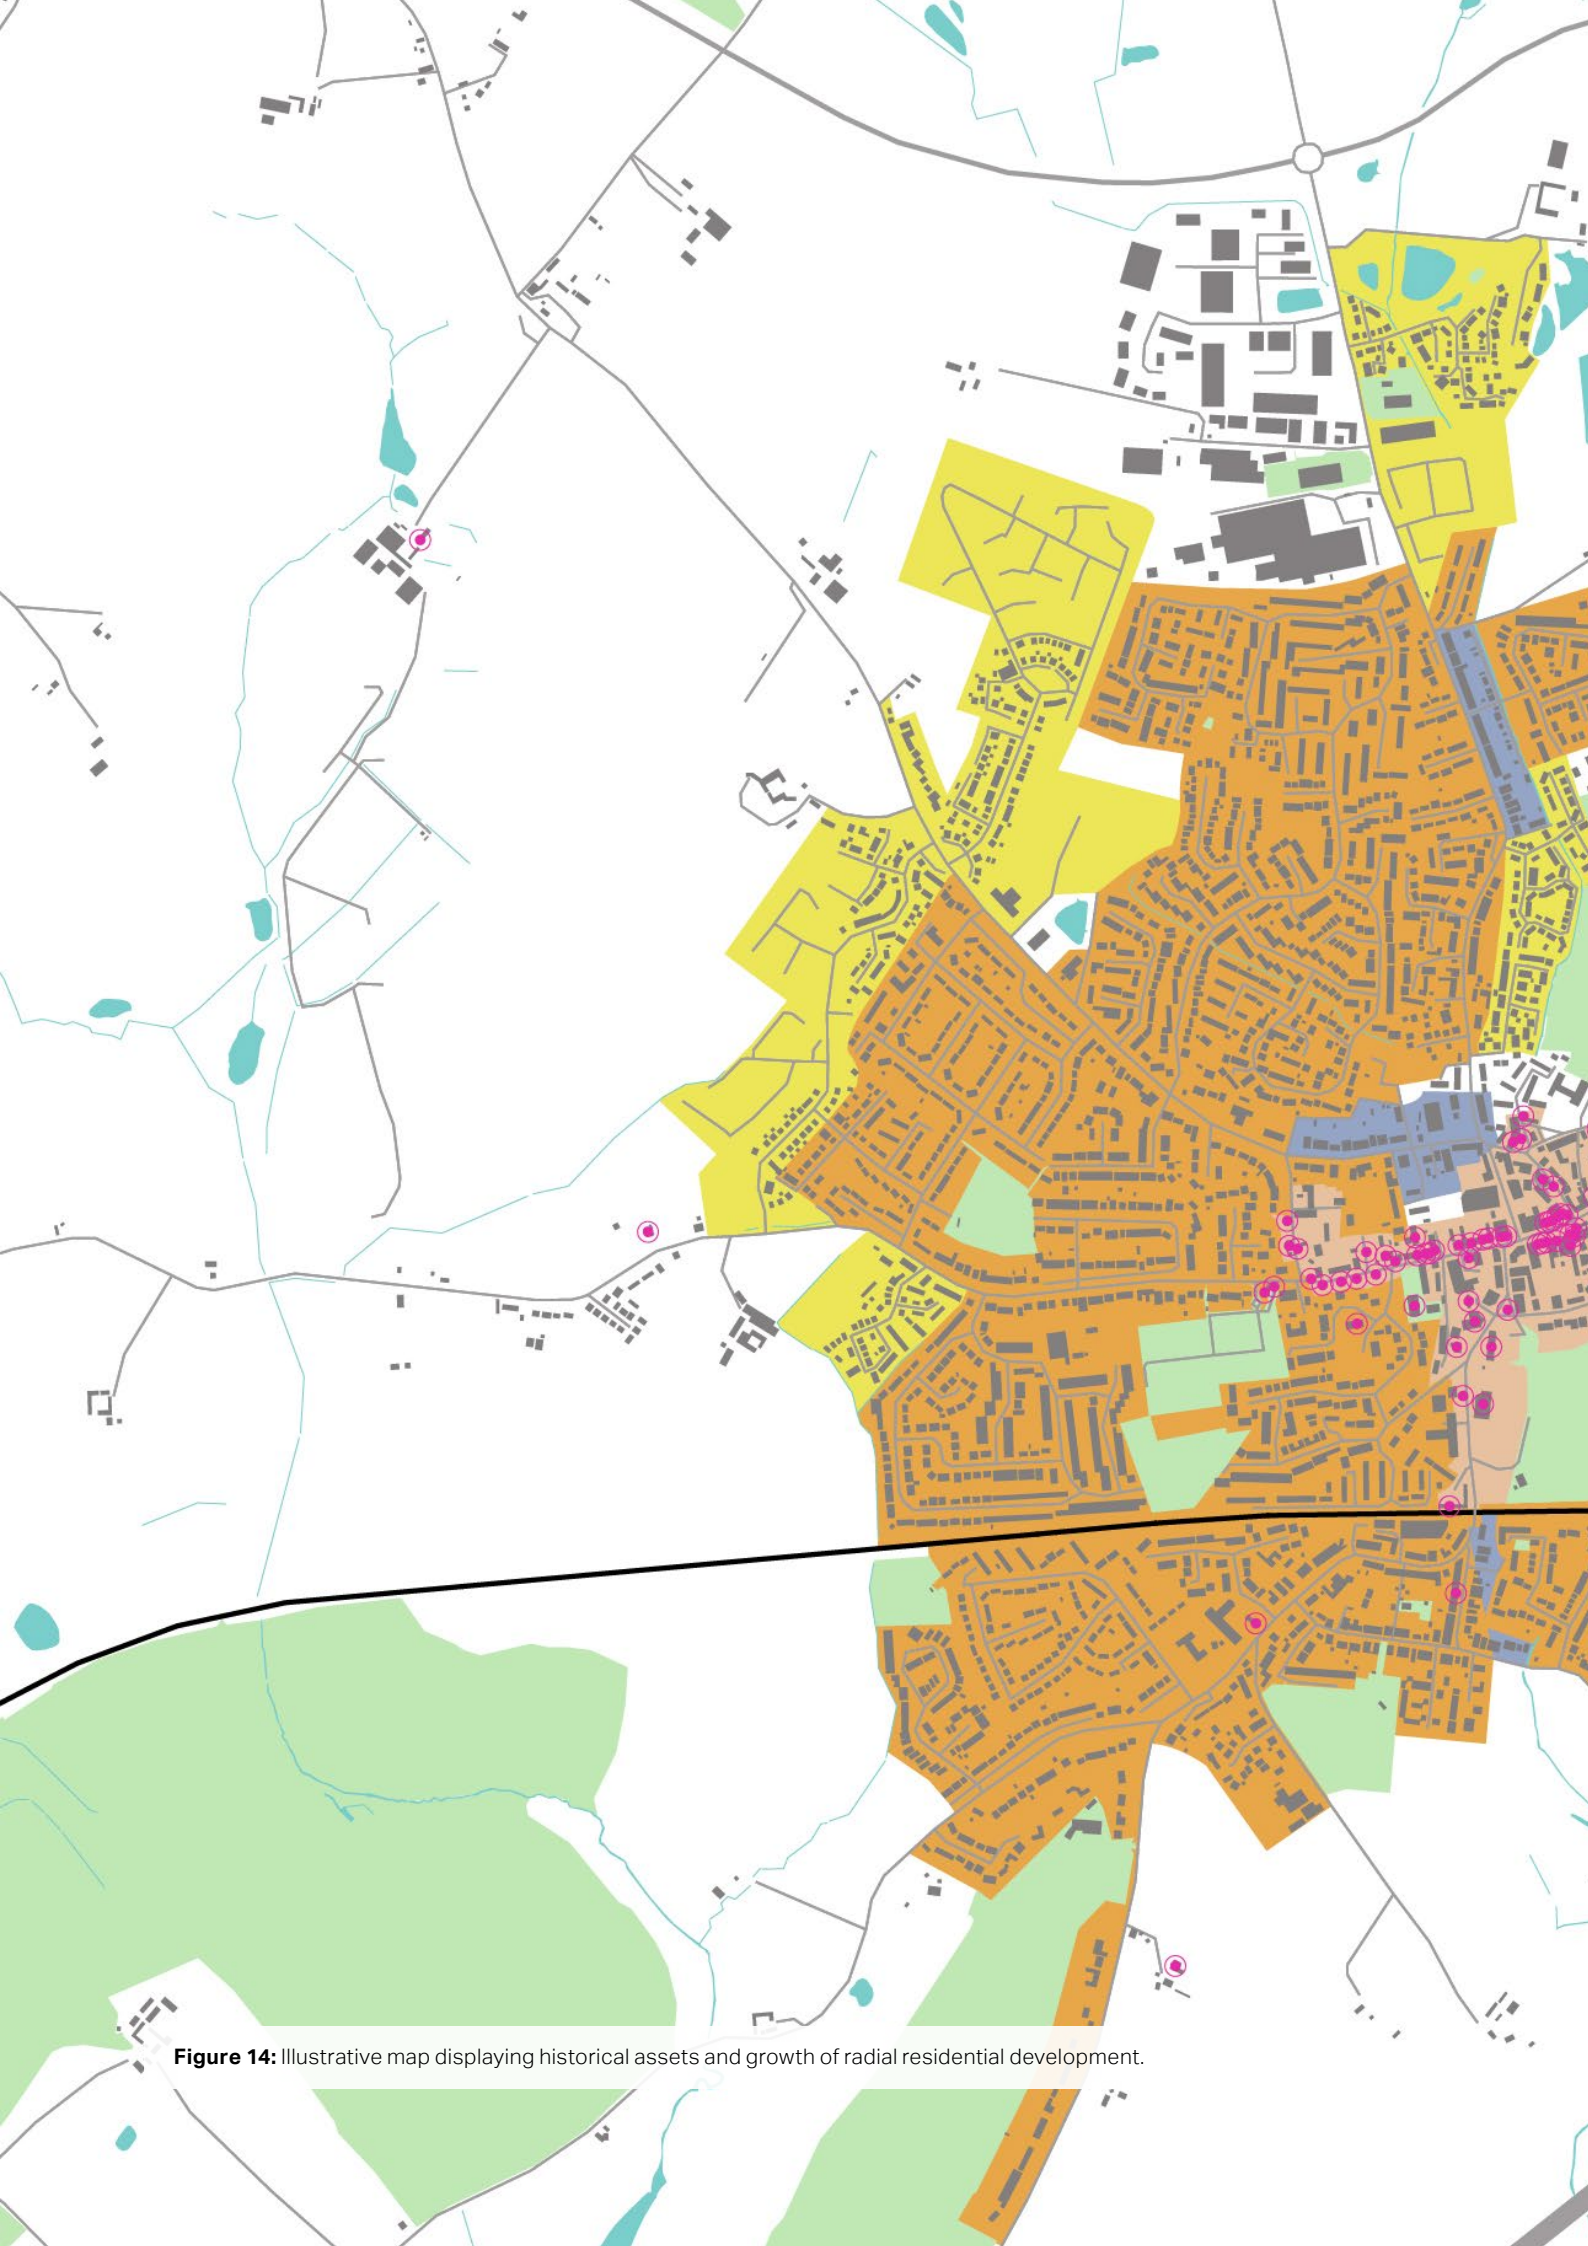 Figure 14: Illustrative map displaying historical assets and growth of radial residential development.